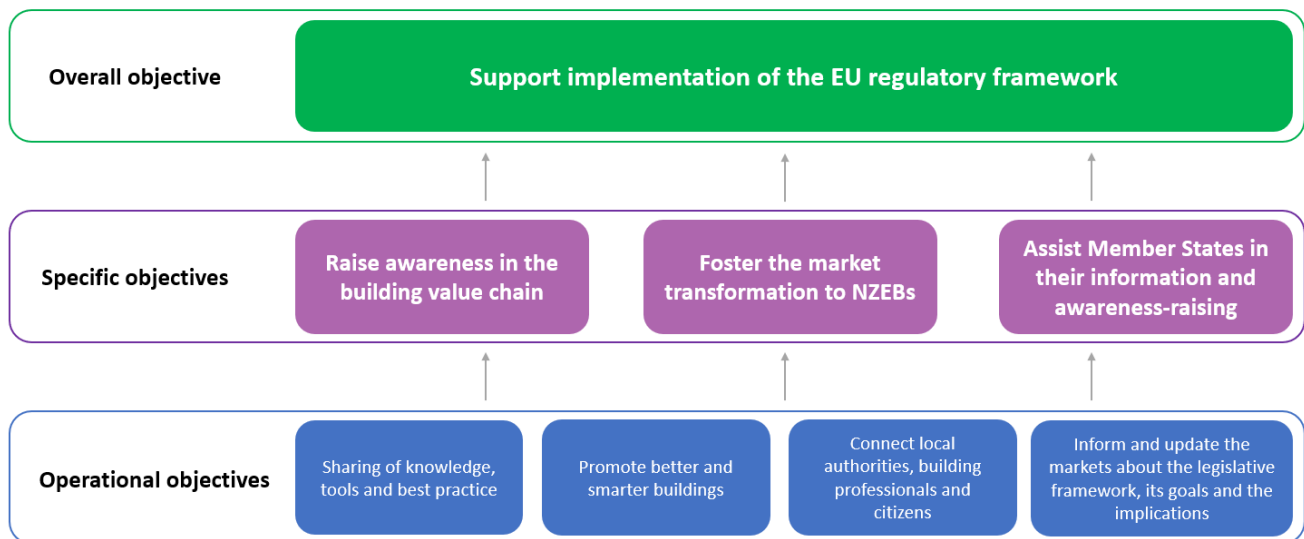 Overall objective
Support implementation of the EU regulatory framework
Specific objectives
Raise awareness in the
building value chain
Foster the market
transformation to NZEBs
Assist Member States in
their information and
awareness-raising
Operational objectives
Sharing of knowledge,
tools and best practice
Promote better and
smarter buildings
Connect local
authorities, building
professionals and
citizens
Inform and update the
markets about the legislative
framework, its goals and the
implications